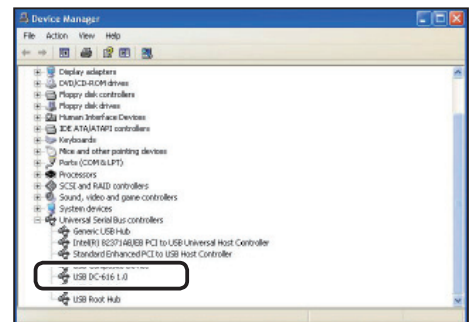 Device Manager
File Action View Help
Display adapters
DVD/CD-ROM drives
Floppy disk controllers
Floppy disk drives
Human Interface Devices
IDE ATA/ATAPI controllers
Keyboards
Mice and other pointing devices
Ports (COM & LPT)
Processors
SCSI and RAID controllers
Sound, video and game controllers
System devices
Universal Serial Bus controllers
Generic USB Hub
Intel(R) 82371AB/EB PCI to USB Universal Host Controller
Standard Enhanced PCI to USB Host Controller
USB DC-616 1.0
USB Root Hub